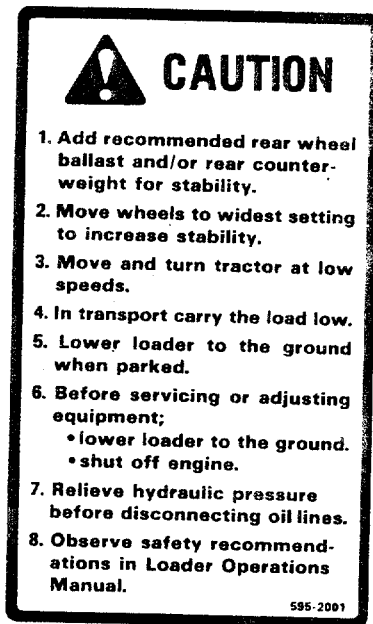 CAUTION
1. Add recommended rear wheel
ballast and/or rear counter-
weight for stability.
2. Move wheels to widest setting
to increase stability.
3. Move and turn tractor at low
speeds.
4. In transport carry the load low.
5. Lower loader to the ground
when parked.
6. Before servicing or adjusting
equipment;
• lower loader to the ground.
• shut off engine.
7. Relieve hydraulic pressure
before disconnecting oil lines.
8. Observe safety recommend-
ations in Loader Operations
Manual.
595-2001